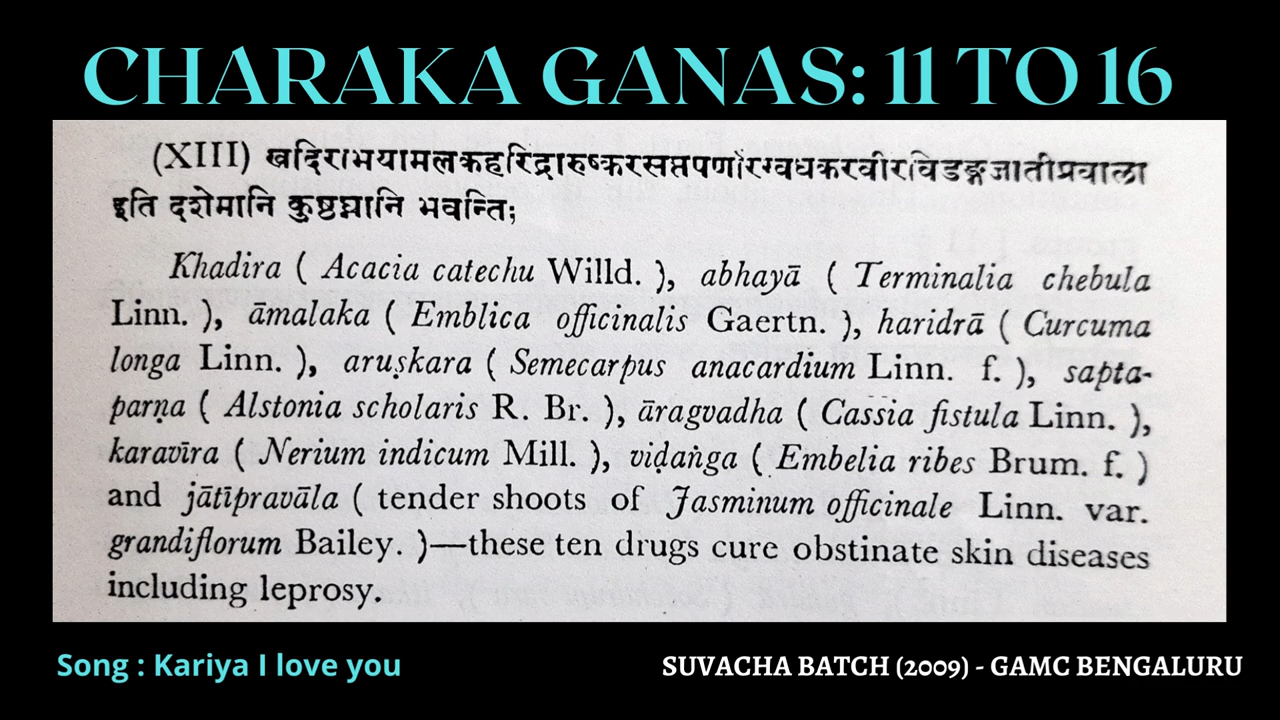 CHARAKA GANAS: 11 TO 16
(XIII) खदिराभयामलकहरिद्रारुष्करसप्तपर्णारग्वधकरवीरविडङ्गजातीप्रवाला
इति दशेमानि कुष्ठघ्नानि भवन्ति;
Khadira ( Acacia catechu Willd. ), abhayā ( Terminalia chebula
Linn. ), āmalaka ( Emblica officinalis Gaertn. ), haridrā ( Curcuma
longa Linn. ), aruṣkara ( Semecarpus anacardium Linn. f. ), sapta-
parṇa ( Alstonia scholaris R. Br. ), āragvadha ( Cassia fistula Linn. ),
karavīra ( Nerium indicum Mill. ), viḍaṅga ( Embelia ribes Brum. f. )
and jātīpravāla ( tender shoots of Jasminum officinale Linn. var.
grandiflorum Bailey. )—these ten drugs cure obstinate skin diseases
including leprosy.
Song : Kariya I love you
SUVACHA BATCH (2009) - GAMC BENGALURU